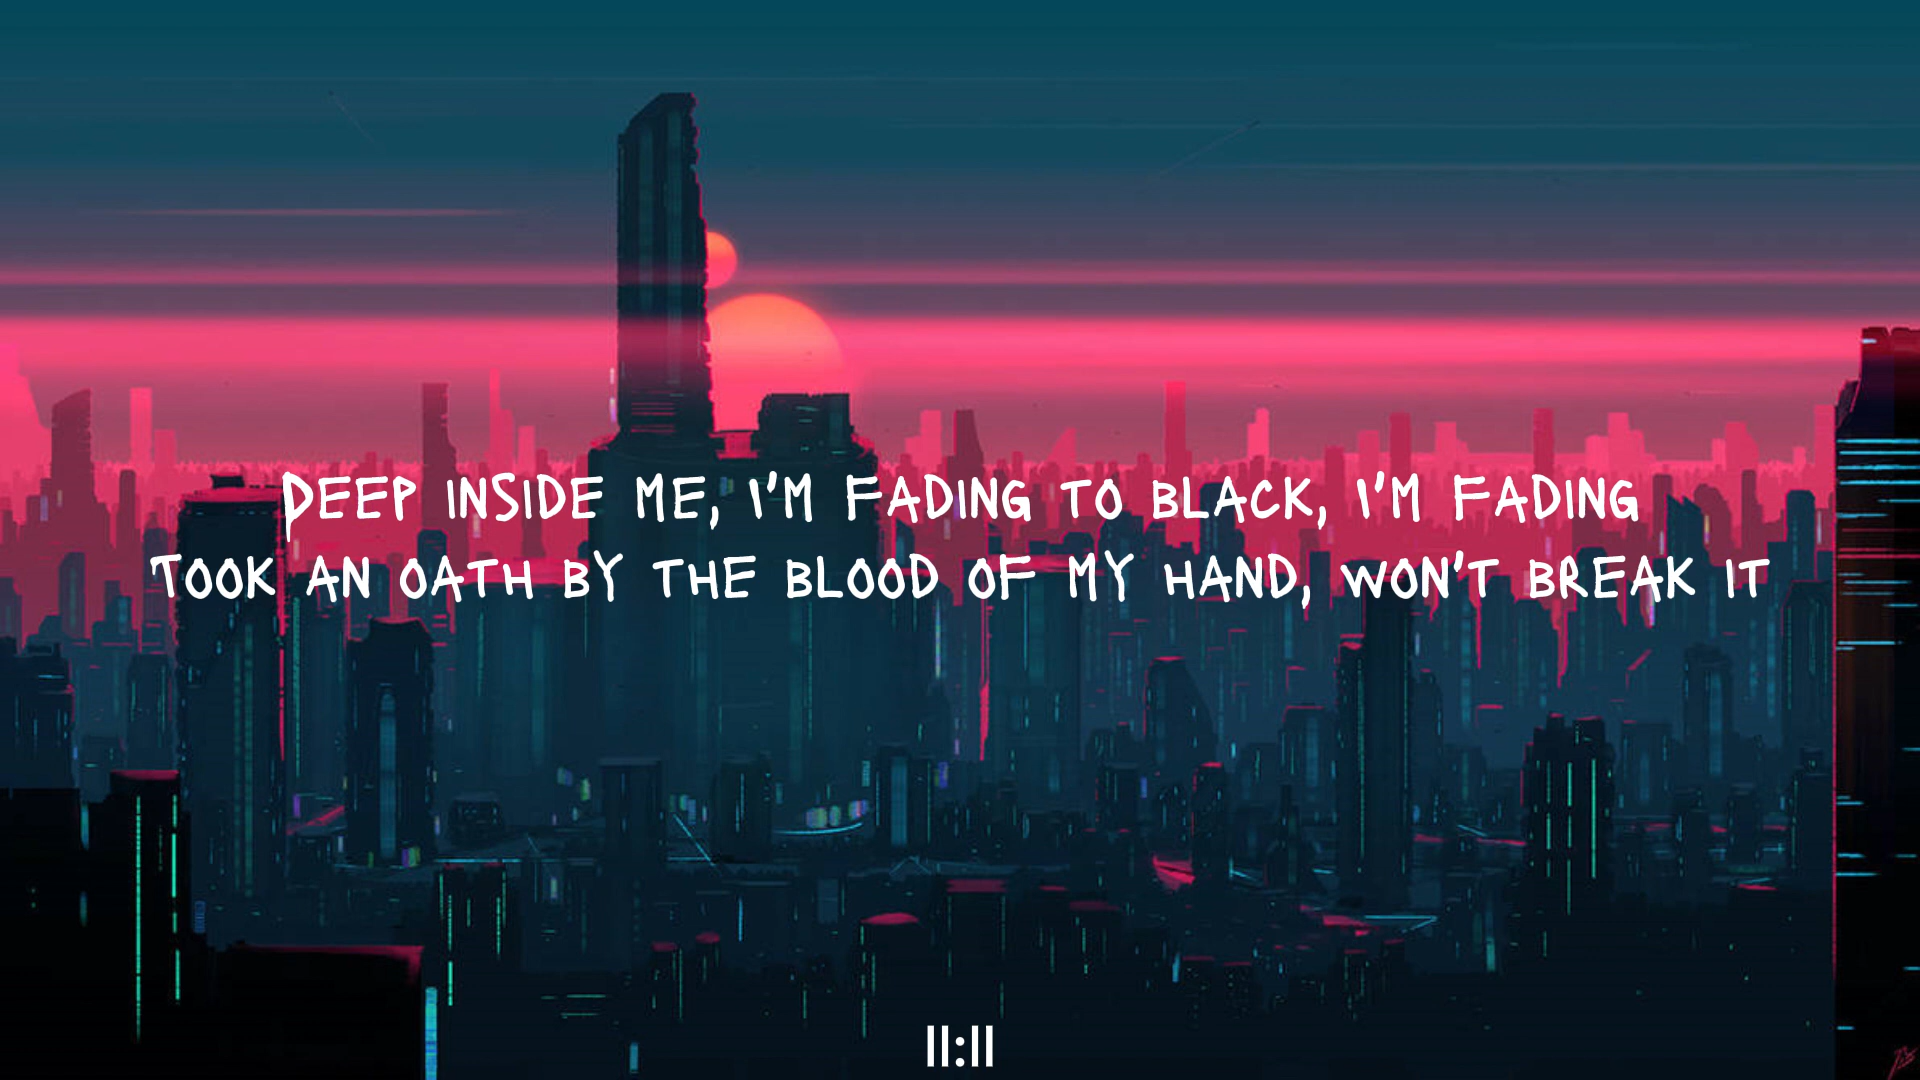 DEEP INSIDE ME, I'M FADING TO BLACK, I'M FADING
TOOK AN OATH BY THE BLOOD OF MY HAND, WON'T BREAK IT
11:11